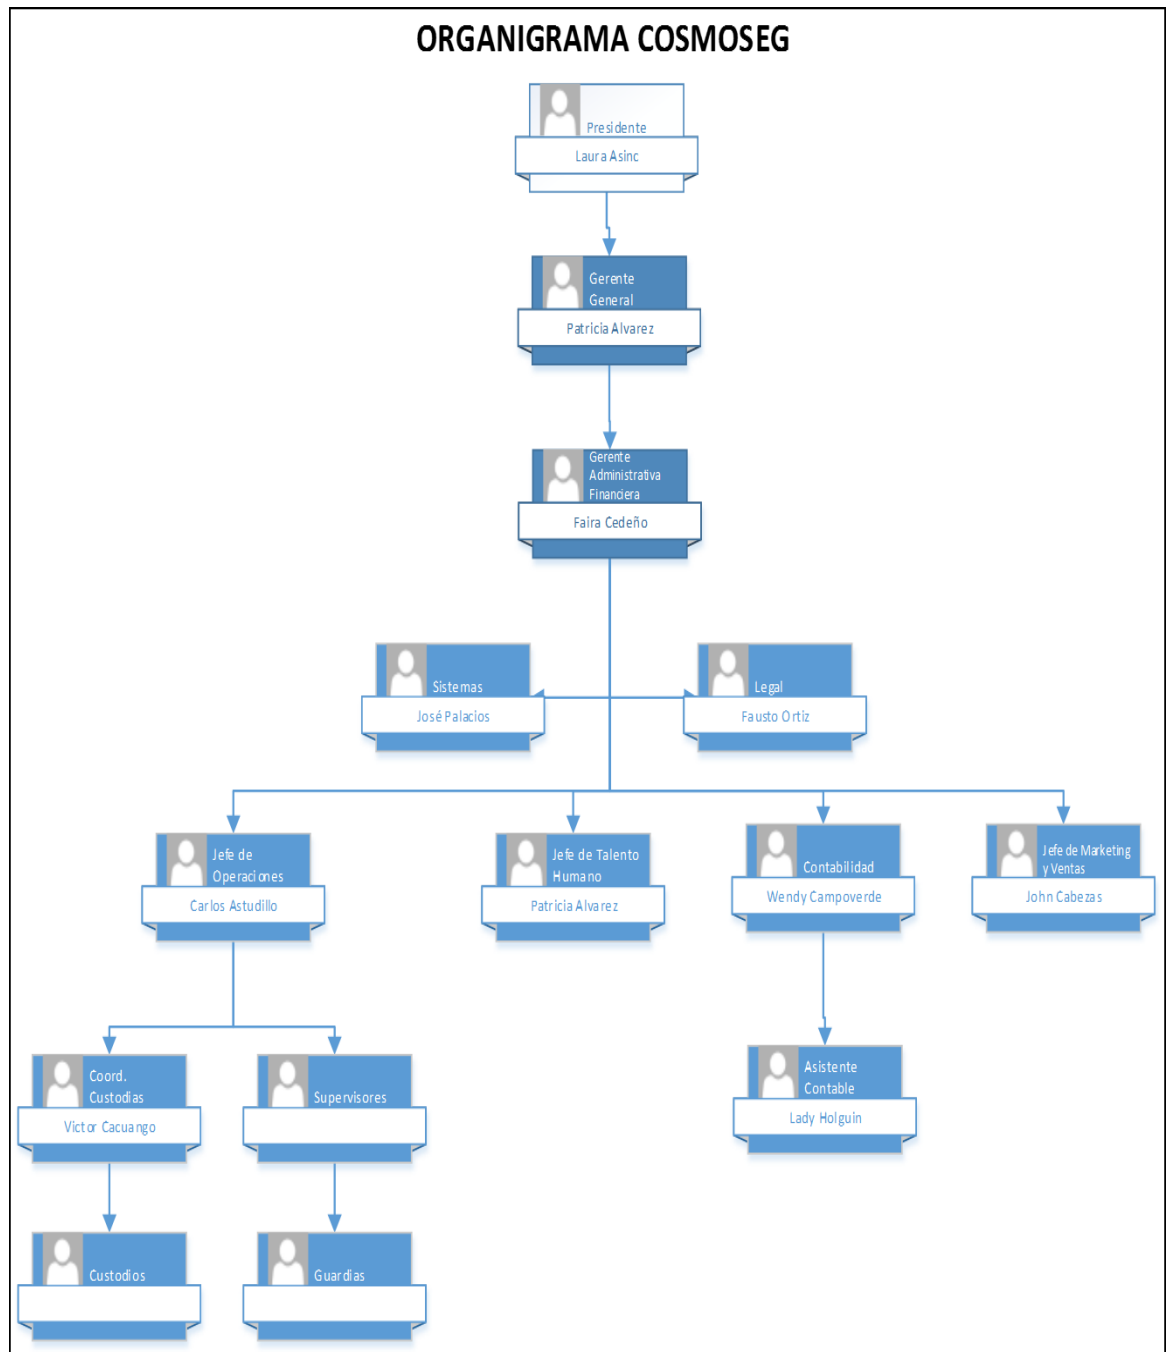 ORGANIGRAMA COSMOSEG
Presidente
Laura Asinc
Gerente
General
Patricia Alvarez
Gerente
Administrativa
Financiera
Faira Cedeño
Sistemas
José Palacios
Legal
Fausto Ortiz
Jefe de
Operaciones
Carlos Astudillo
Jefe de Talento
Humano
Patricia Alvarez
Contabilidad
Wendy Campoverde
Jefe de Marketing
y Ventas
John Cabezas
Coord.
Custodias
Victor Cacuango
Supervisores
Asistente
Contable
Lady Holguin
Custodios
Guardias